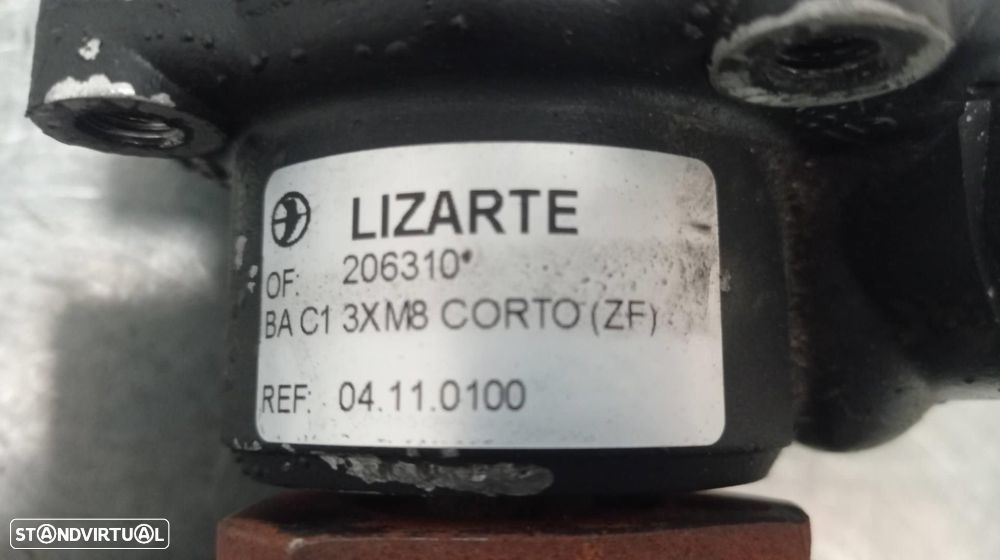 LIZARTE
OF: 206310
BA C1 3XM8 CORTO (ZF)
REF: 04.11.0100
STANDVIRTUAL